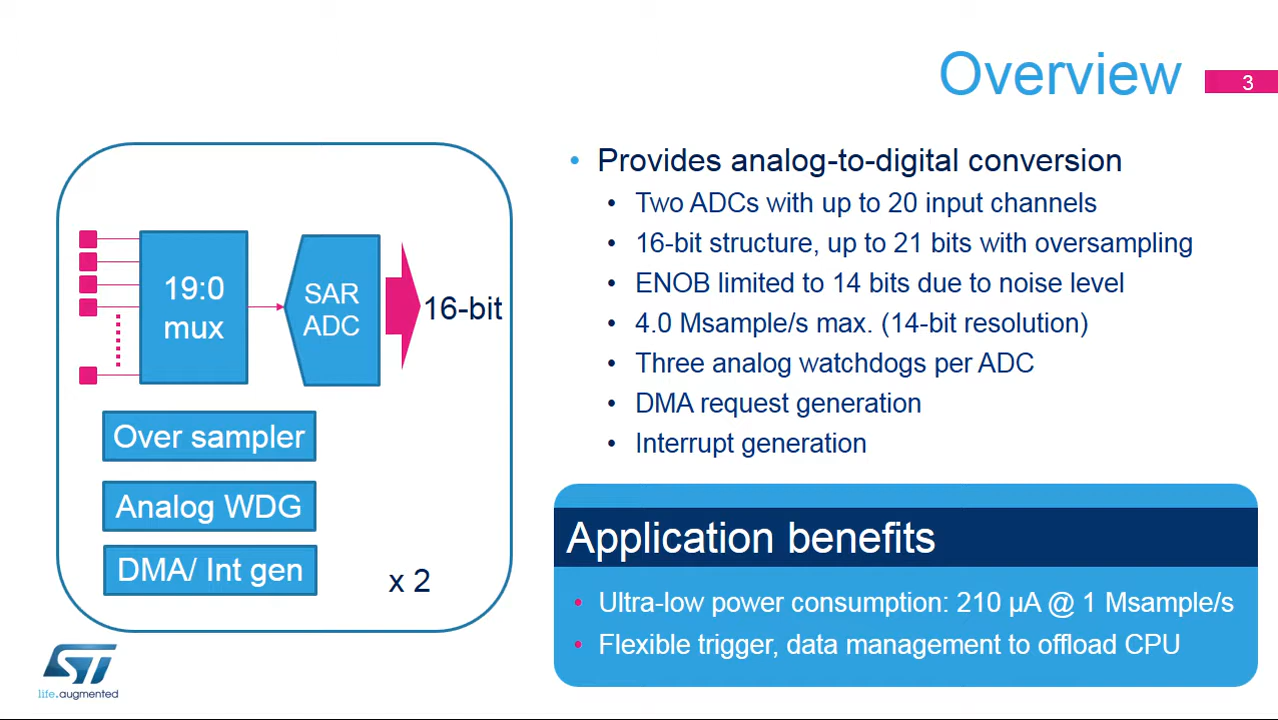 Overview
3
19:0
mux
SAR
ADC
16-bit
Over sampler
Analog WDG
DMA/ Int gen
x 2
• Provides analog-to-digital conversion
• Two ADCs with up to 20 input channels
• 16-bit structure, up to 21 bits with oversampling
• ENOB limited to 14 bits due to noise level
• 4.0 Msample/s max. (14-bit resolution)
• Three analog watchdogs per ADC
• DMA request generation
• Interrupt generation
Application benefits
• Ultra-low power consumption: 210 µA @ 1 Msample/s
• Flexible trigger, data management to offload CPU
ST
life.augmented